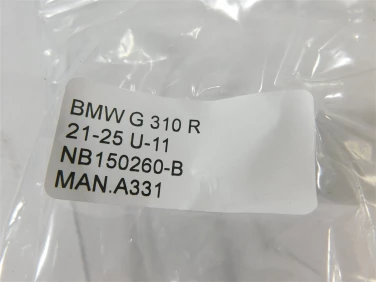 BMW G 310 R
21-25 U-11
NB150260-B
MAN.A331